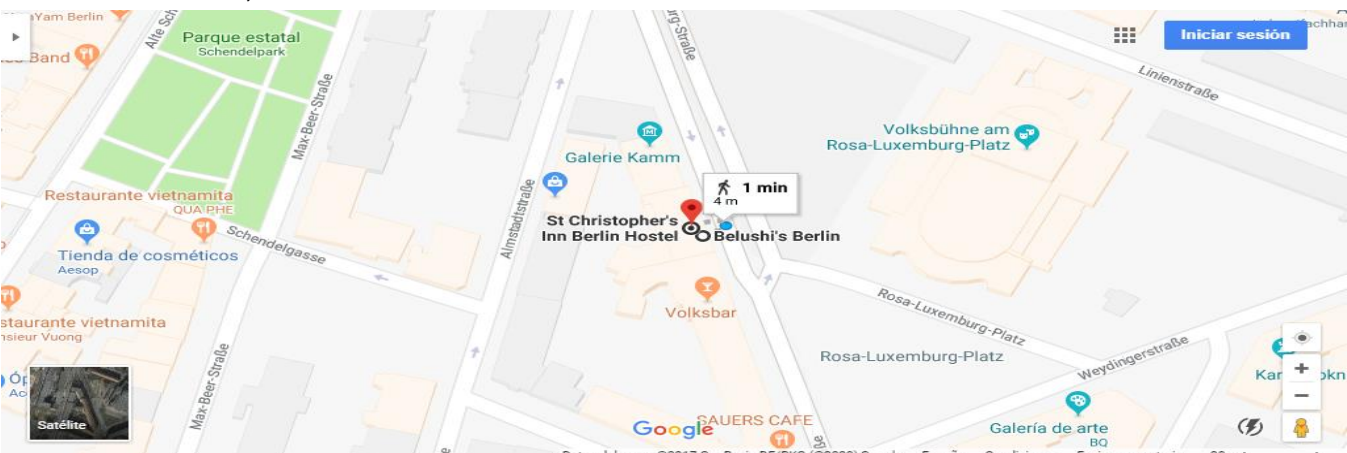 Yam Berlin
Alte Sch
Parque estatal
Schendelpark
Band
Max-Beer-Straße
rg-Straße
Iniciar sesión
Linienstraße
Volksbühne am
Rosa-Luxemburg-Platz
Galerie Kamm
1 min
4 m
Restaurante vietnamita
QUA PHE
Almstadtstraße
St Christopher's
Inn Berlin Hostel
Belushi's Berlin
Schendelgasse
Tienda de cosméticos
Aesop
Volksbar
Rosa-Luxemburg-Platz
staurante vietnamita
nsieur Vuong
Rosa-Luxemburg-Platz
Weydingerstraße
Max-Beer-Straße
Satélite
Google
SAUERS CAFE
Galería de arte
BQ